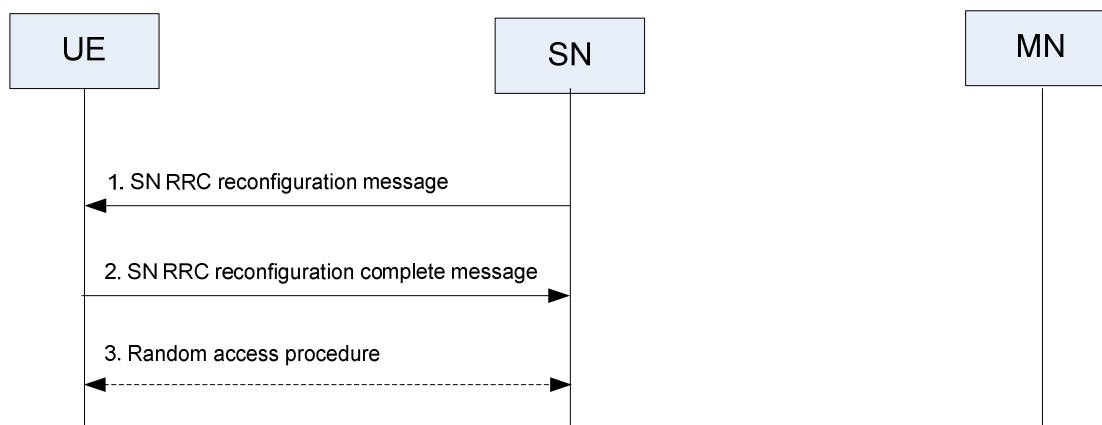 UE
SN
MN
1. SN RRC reconfiguration message
2. SN RRC reconfiguration complete message
3. Random access procedure